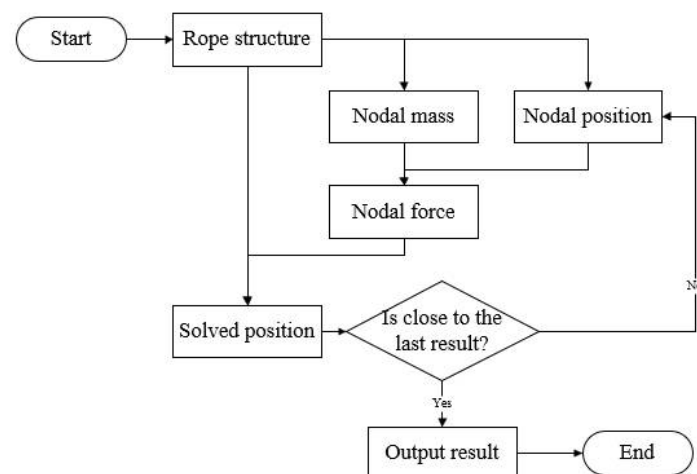 Start
Rope structure
Nodal mass
Nodal position
Nodal force
Solved position
Is close to the
last result?
Yes
Output result
End